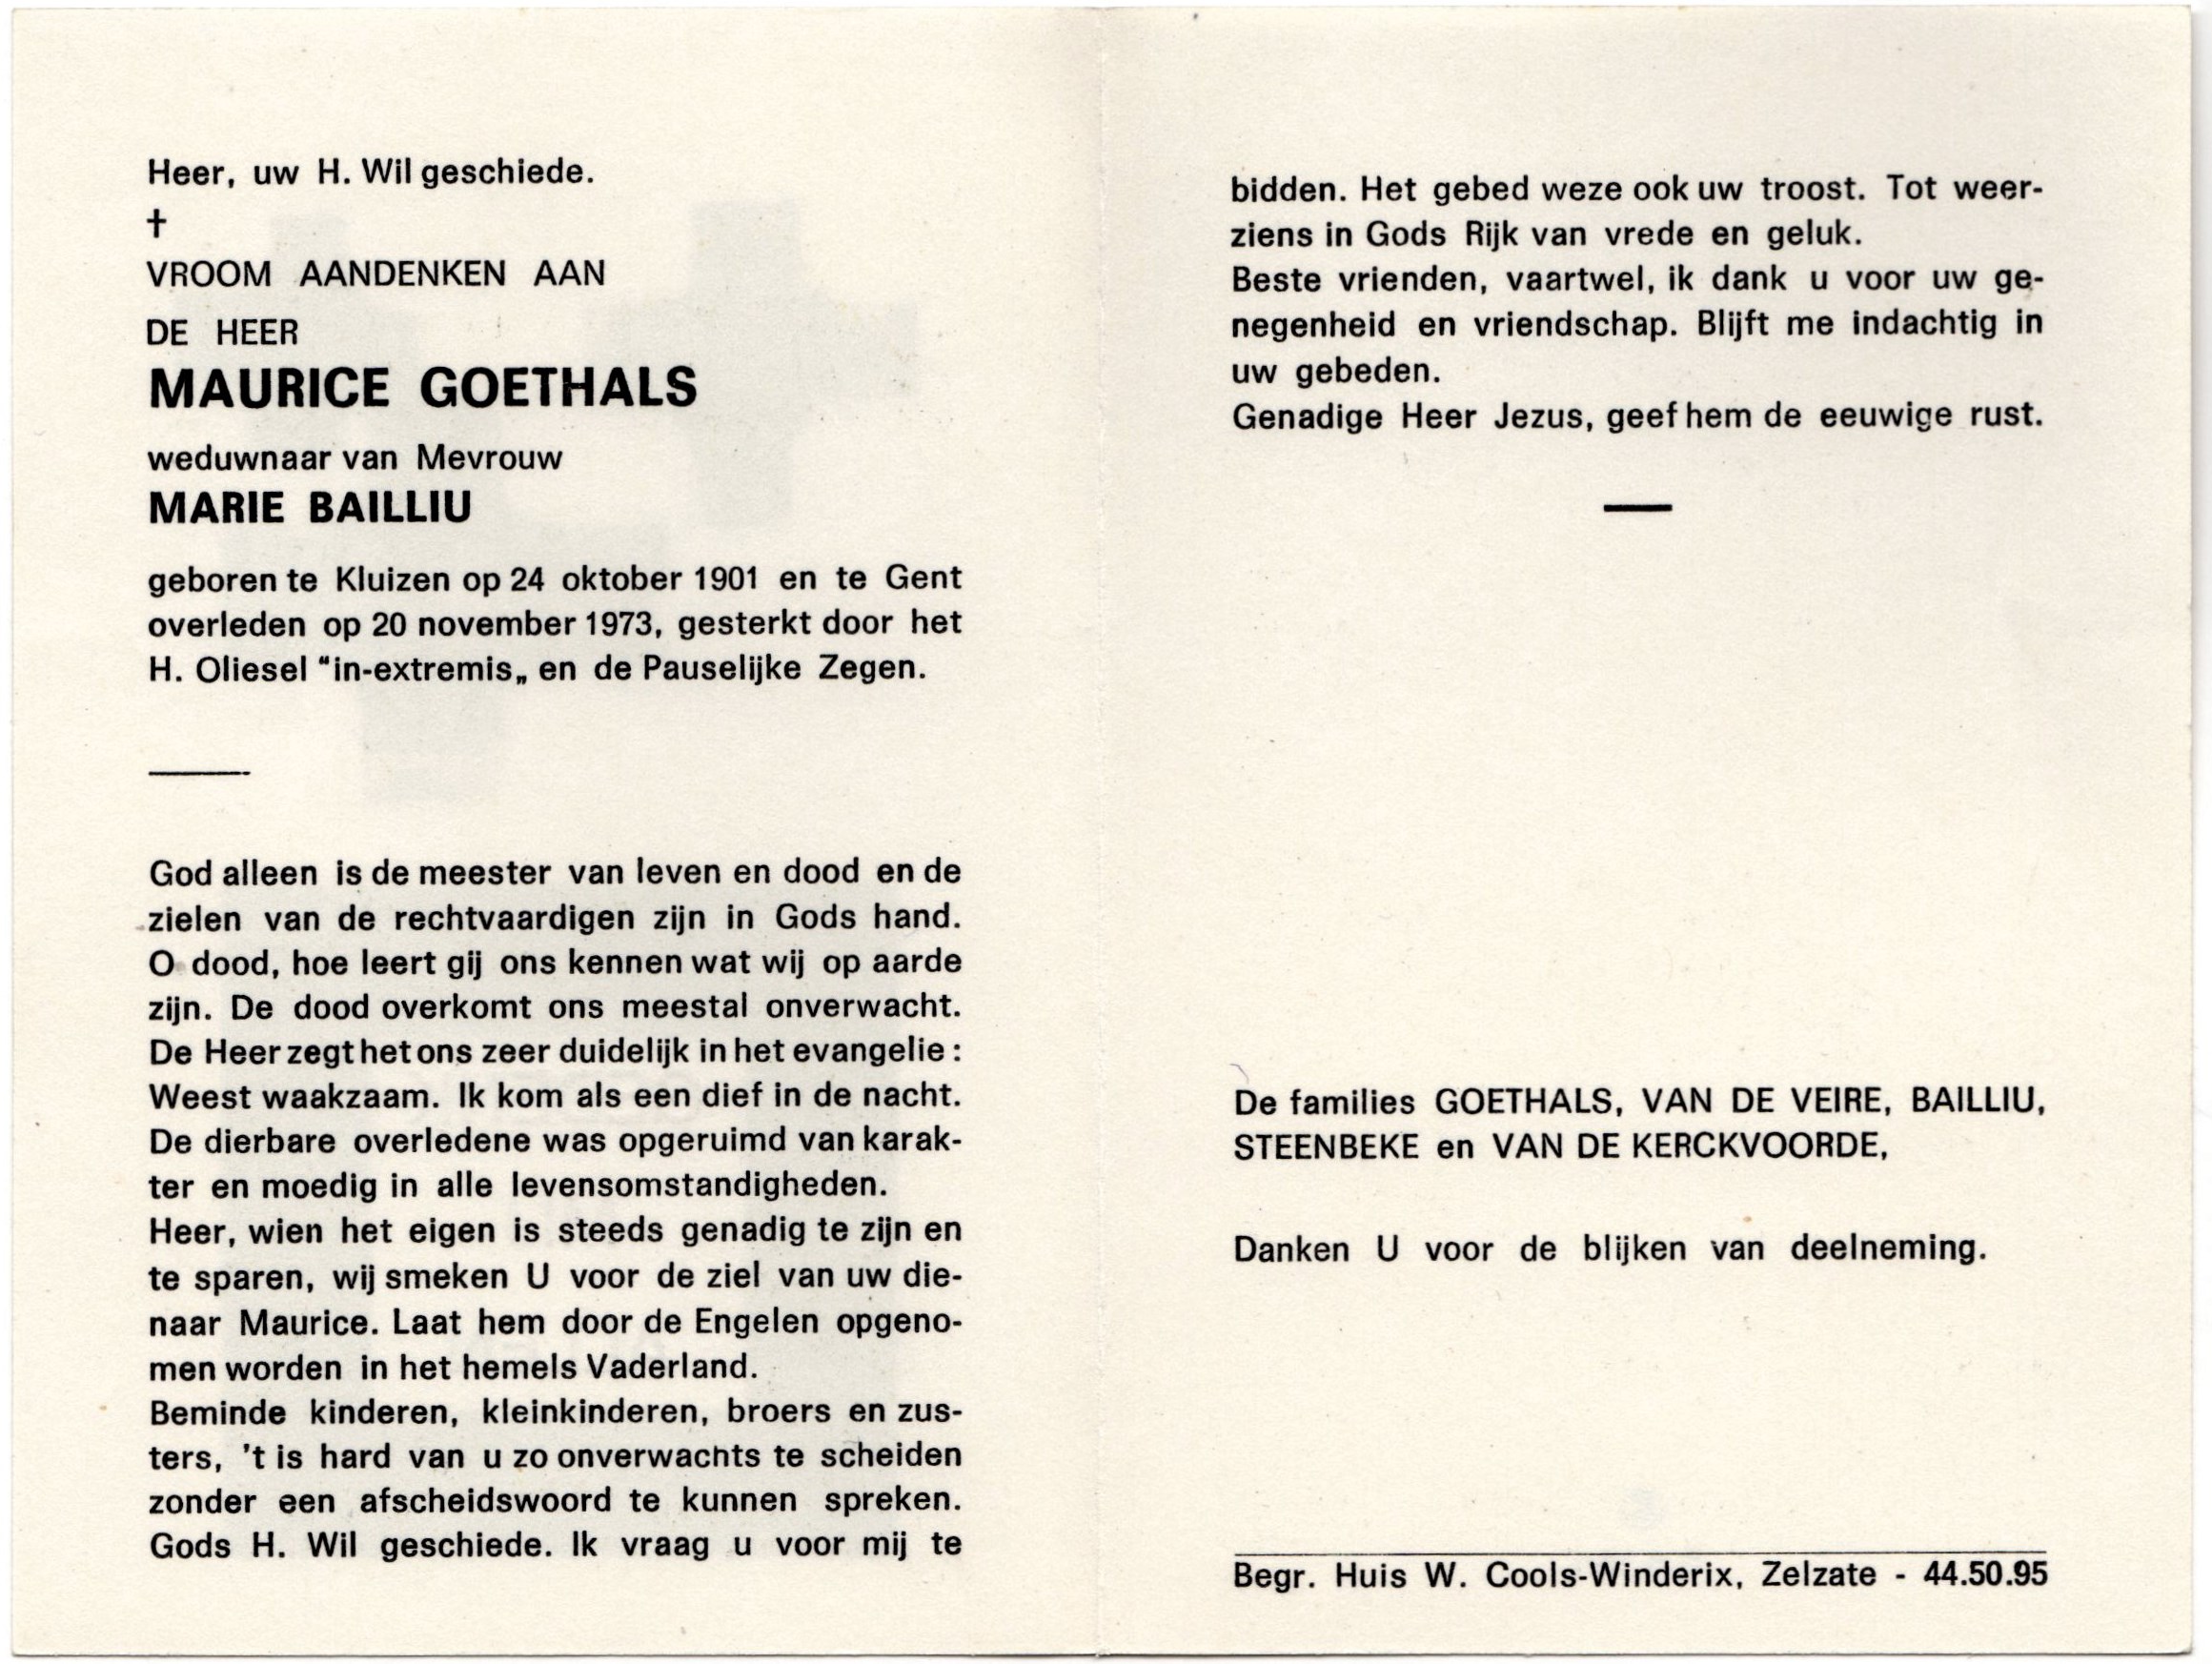 Heer, uw H. Wil geschiede.
✝
VROOM AANDENKEN AAN
DE HEER
MAURICE GOETHALS
weduwnaar van Mevrouw
MARIE BAILLIU
geboren te Kluizen op 24 oktober 1901 en te Gent
overleden op 20 november 1973, gesterkt door het
H. Oliesel “in-extremis„ en de Pauselijke Zegen.
God alleen is de meester van leven en dood en de
zielen van de rechtvaardigen zijn in Gods hand.
O dood, hoe leert gij ons kennen wat wij op aarde
zijn. De dood overkomt ons meestal onverwacht.
De Heer zegt het ons zeer duidelijk in het evangelie :
Weest waakzaam. Ik kom als een dief in de nacht.
De dierbare overledene was opgeruimd van karak-
ter en moedig in alle levensomstandigheden.
Heer, wien het eigen is steeds genadig te zijn en
te sparen, wij smeken U voor de ziel van uw die-
naar Maurice. Laat hem door de Engelen opgeno-
men worden in het hemels Vaderland.
Beminde kinderen, kleinkinderen, broers en zus-
ters, 't is hard van u zo onverwachts te scheiden
zonder een afscheidswoord te kunnen spreken.
Gods H. Wil geschiede. Ik vraag u voor mij te
bidden. Het gebed weze ook uw troost. Tot weer-
ziens in Gods Rijk van vrede en geluk.
Beste vrienden, vaartwel, ik dank u voor uw ge-
negenheid en vriendschap. Blijft me indachtig in
uw gebeden.
Genadige Heer Jezus, geef hem de eeuwige rust.
De families GOETHALS, VAN DE VEIRE, BAILLIU,
STEENBEKE en VAN DE KERCKVOORDE,
Danken U voor de blijken van deelneming.
Begr. Huis W. Cools-Winderix, Zelzate - 44.50.95